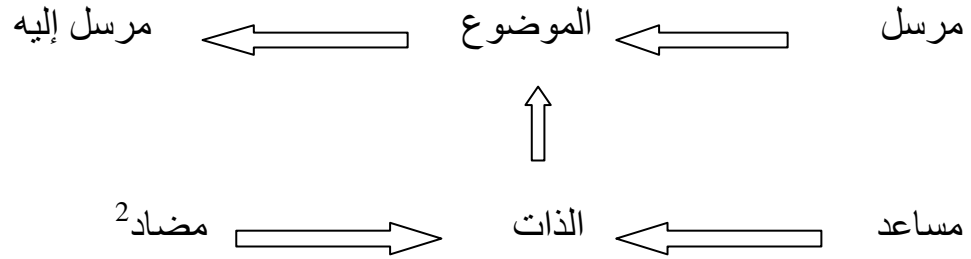 مرسل الموضوع مرسل إليه
مساعد الذات مضاد2